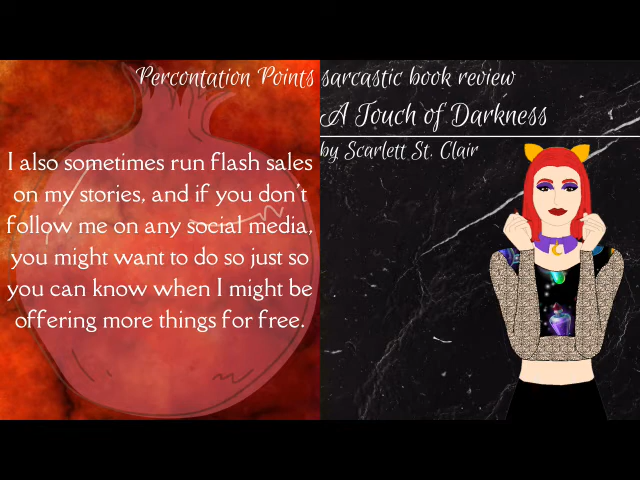 Percontation Points sarcastic book review
A Touch of Darkness
by Scarlett St. Clair
I also sometimes run flash sales
on my stories, and if you don't
follow me on any social media,
you might want to do so just so
you can know when I might be
offering more things for free.